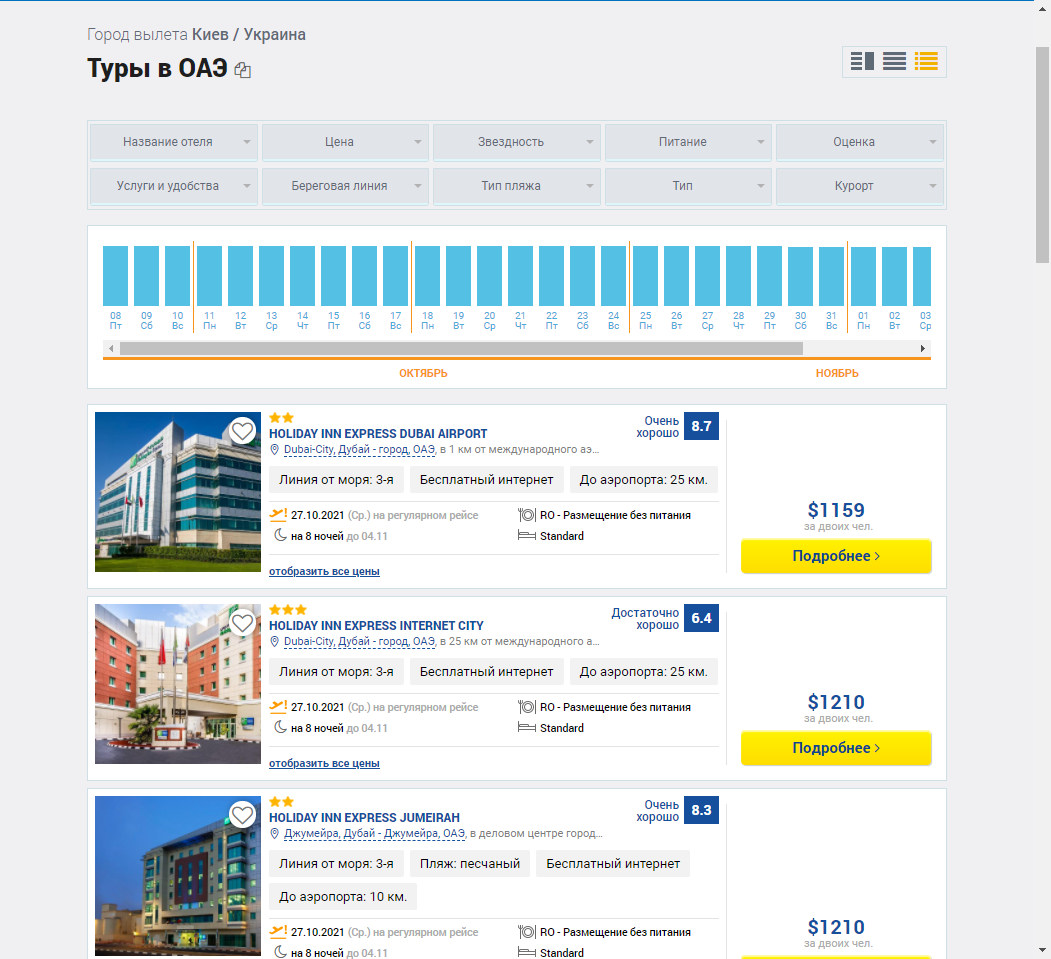 Город вылета Киев / Украина
Туры в ОАЭ
Название отеля Цена Звездность Питание Оценка
Услуги и удобства Береговая линия Тип пляжа Тип Курорт
08 09 10 11 12 13 14 15 16 17 18 19 20 21 22 23 24 25 26 27 28 29 30 31 01 02 03
Пт Сб Вс Пн Вт Ср Чт Пт Сб Вс Пн Вт Ср Чт Пт Сб Вс Пн Вт Ср Чт Пт Сб Вс Пн Вт Ср
ОКТЯБРЬ НОЯБРЬ
HOLIDAY INN EXPRESS DUBAI AIRPORT
Очень хорошо 8.7
Dubai-City, Дубай - город, ОАЭ, в 1 км от международного аэ...
Линия от моря: 3-я Бесплатный интернет До аэропорта: 25 км.
27.10.2021 (Ср.) на регулярном рейсе RO - Размещение без питания
на 8 ночей до 04.11 Standard
отобразить все цены
$1159
за двоих чел.
Подробнее >
HOLIDAY INN EXPRESS INTERNET CITY
Достаточно хорошо 6.4
Dubai-City, Дубай - город, ОАЭ, в 25 км от международного а...
Линия от моря: 3-я Бесплатный интернет До аэропорта: 25 км.
27.10.2021 (Ср.) на регулярном рейсе RO - Размещение без питания
на 8 ночей до 04.11 Standard
отобразить все цены
$1210
за двоих чел.
Подробнее >
HOLIDAY INN EXPRESS JUMEIRAH
Очень хорошо 8.3
Джумейра, Дубай - Джумейра, ОАЭ, в деловом центре город...
Линия от моря: 3-я Пляж: песчаный Бесплатный интернет
До аэропорта: 10 км.
27.10.2021 (Ср.) на регулярном рейсе RO - Размещение без питания
на 8 ночей до 04.11 Standard
$1210
за двоих чел.